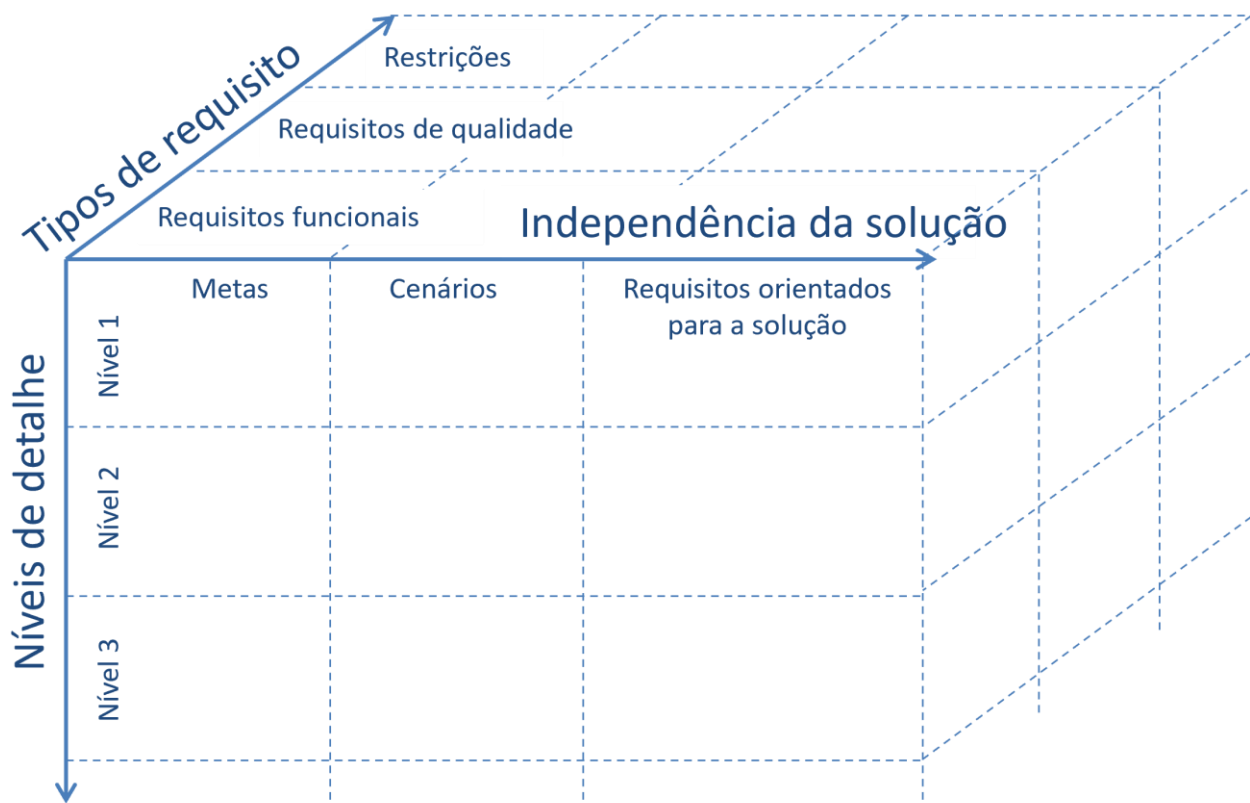 Tipos de requisito
Restrições
Requisitos de qualidade
Requisitos funcionais
Independência da solução
Metas
Cenários
Requisitos orientados
para a solução
Níveis de detalhe
Nível 1
Nível 2
Nível 3